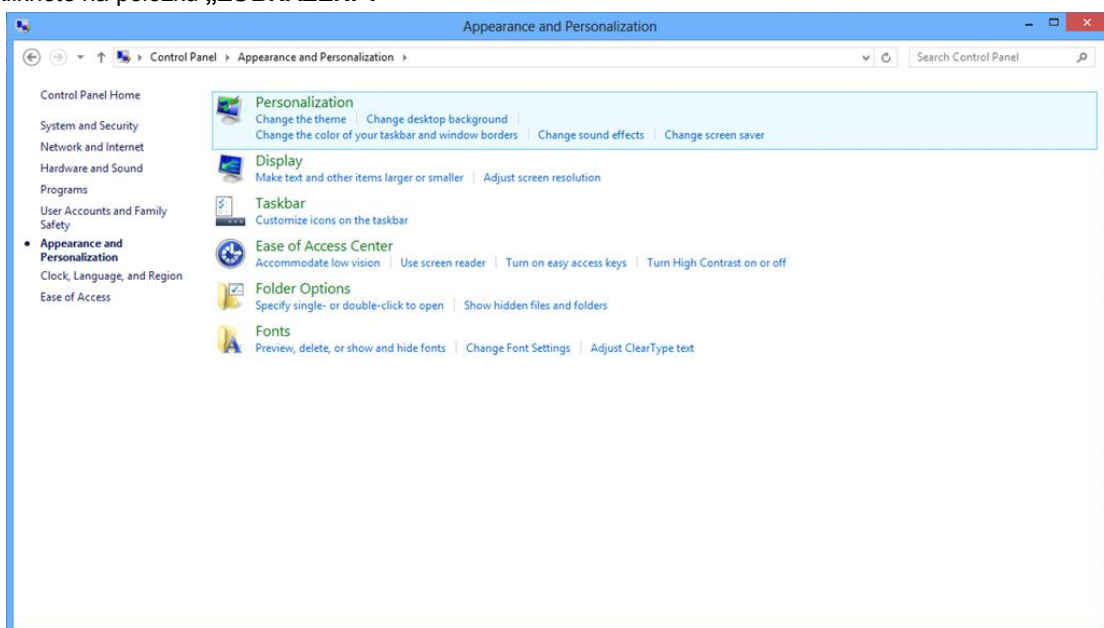 na položku
Appearance and Personalization
Control Panel Appearance and Personalization
Search Control Panel
Control Panel Home
System and Security
Network and Internet
Hardware and Sound
Programs
User Accounts and Family
Safety
Appearance and
Personalization
Clock, Language, and Region
Ease of Access
Personalization
Change the theme Change desktop background
Change the color of your taskbar and window borders Change sound effects Change screen saver
Display
Make text and other items larger or smaller Adjust screen resolution
Taskbar
Customize icons on the taskbar
Ease of Access Center
Accommodate low vision Use screen reader Turn on easy access keys Turn High Contrast on or off
Folder Options
Specify single- or double-click to open Show hidden files and folders
Fonts
Preview, delete, or show and hide fonts Change Font Settings Adjust ClearType text